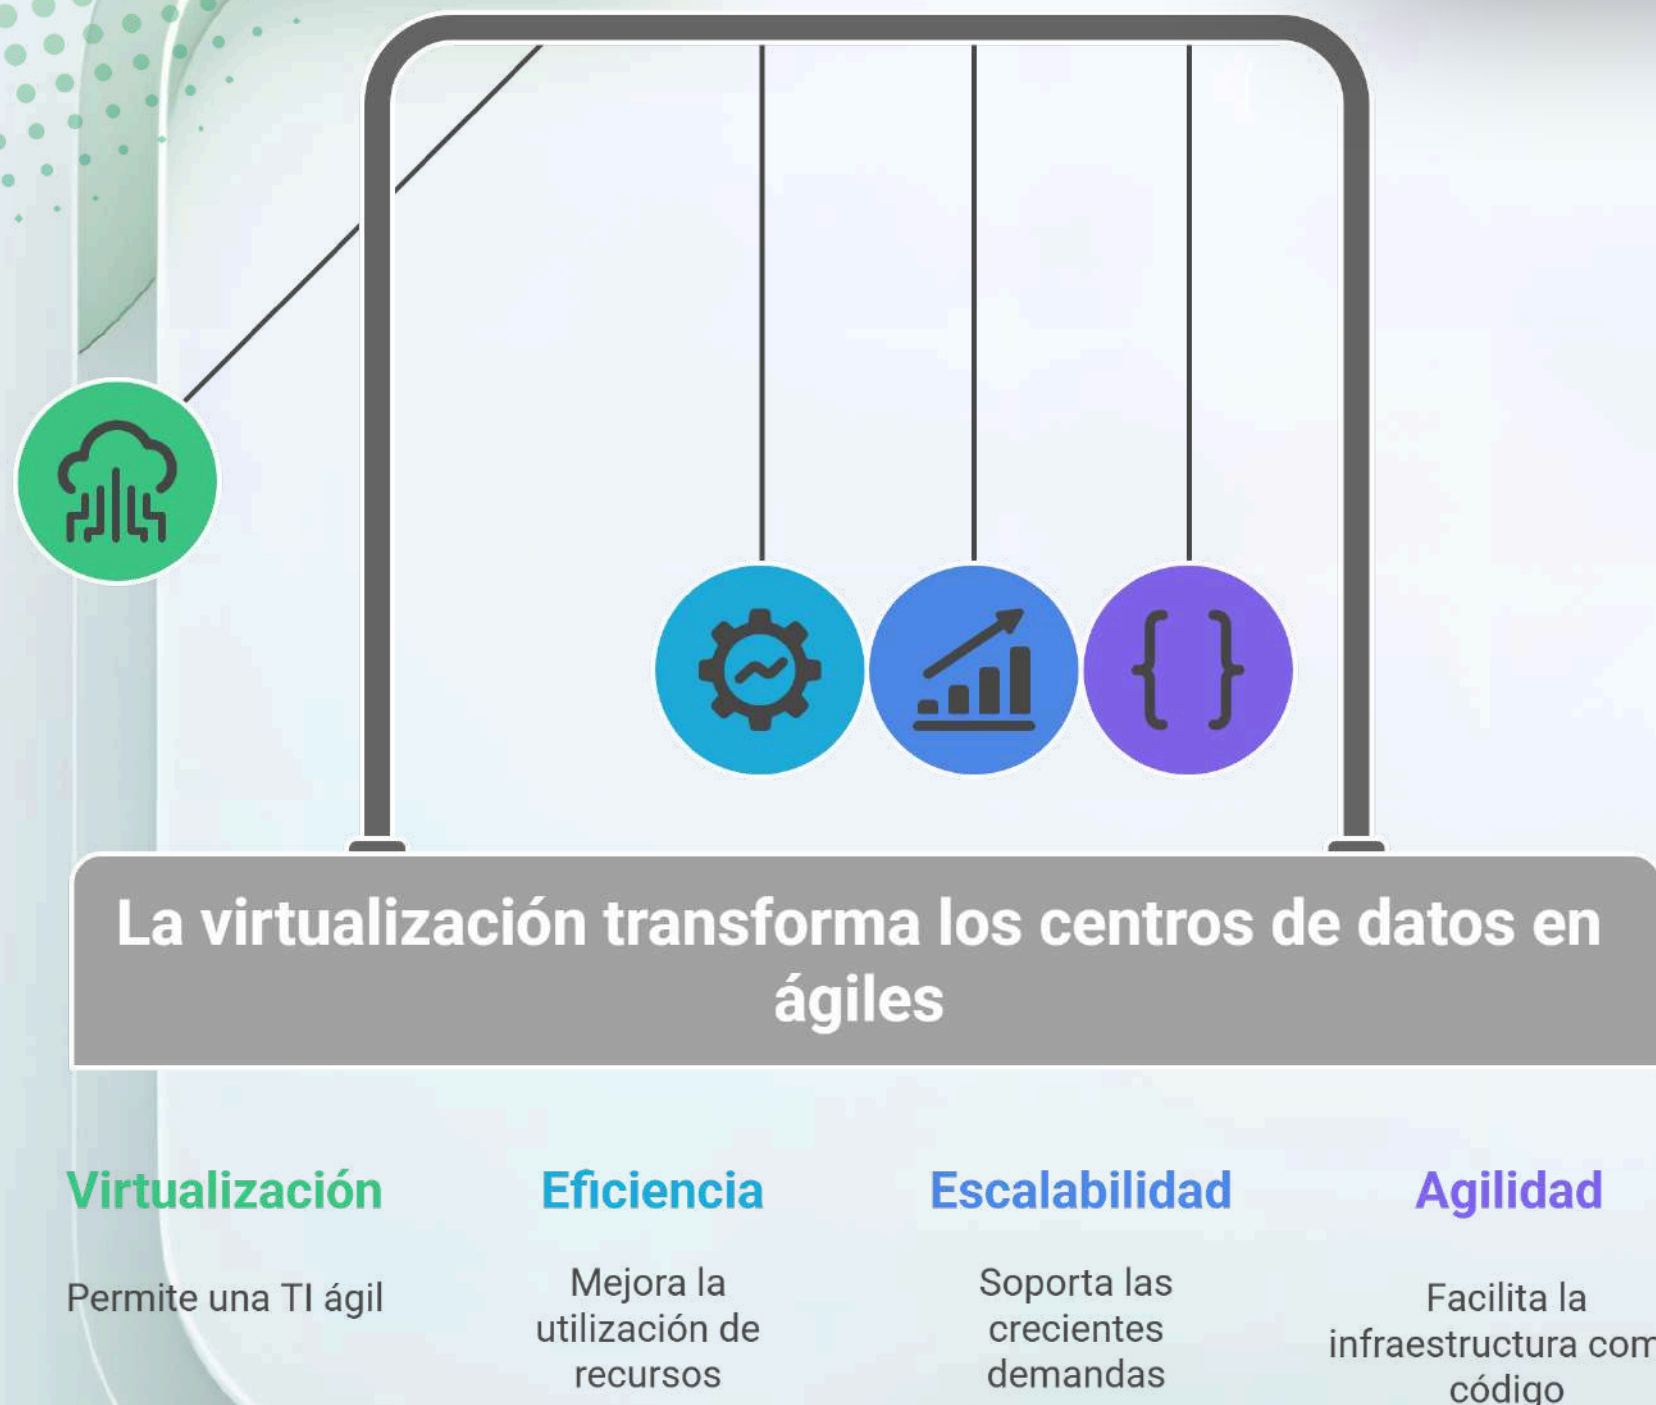 La virtualización transforma los centros de datos en
ágiles
Virtualización
Permite una TI ágil
Eficiencia
Mejora la
utilización de
recursos
Escalabilidad
Soporta las
crecientes
demandas
Agilidad
Facilita la
infraestructura com
código